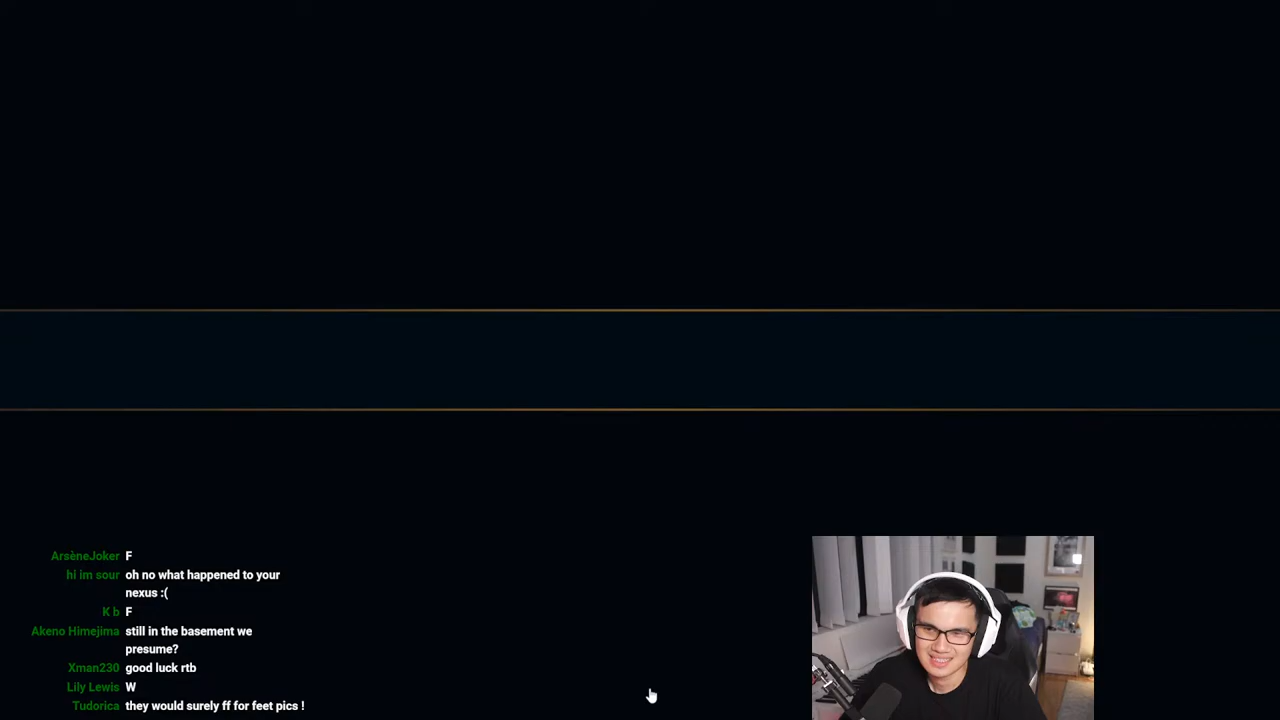 ArsèneJoker F
hi im sour oh no what happened to your
nexus :(
K b F
Akeno Himejima still in the basement we
presume?
Xman230 good luck rtb
Lily Lewis W
Tudorica they would surely ff for feet pics !